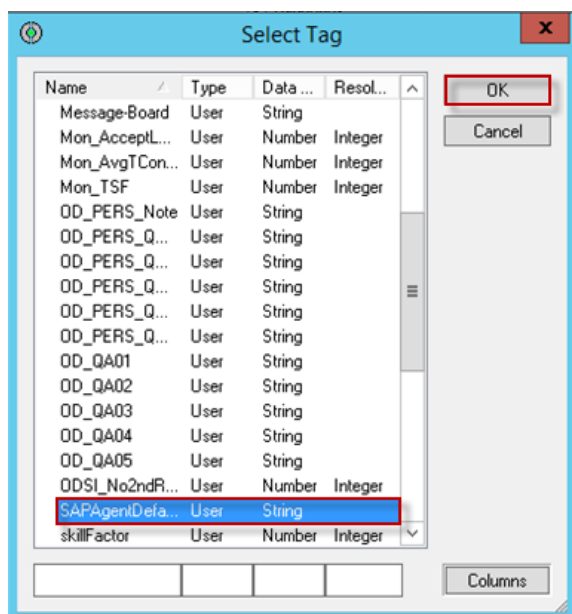 Select Tag
x
Name Type Data ... Resol...
OK
Message-Board User String
Cancel
Mon_AcceptL... User Number Integer
Mon_AvgTCon... User Number Integer
Mon_TSF User Number Integer
OD_PERS_Note User String
OD_PERS_Q... User String
OD_PERS_Q... User String
OD_PERS_Q... User String
OD_PERS_Q... User String
OD_PERS_Q... User String
OD_QA01 User String
OD_QA02 User String
OD_QA03 User String
OD_QA04 User String
OD_QA05 User String
ODSI_No2ndR... User Number Integer
SAPAgentDefa... User String
skillFactor User Number Integer
Columns